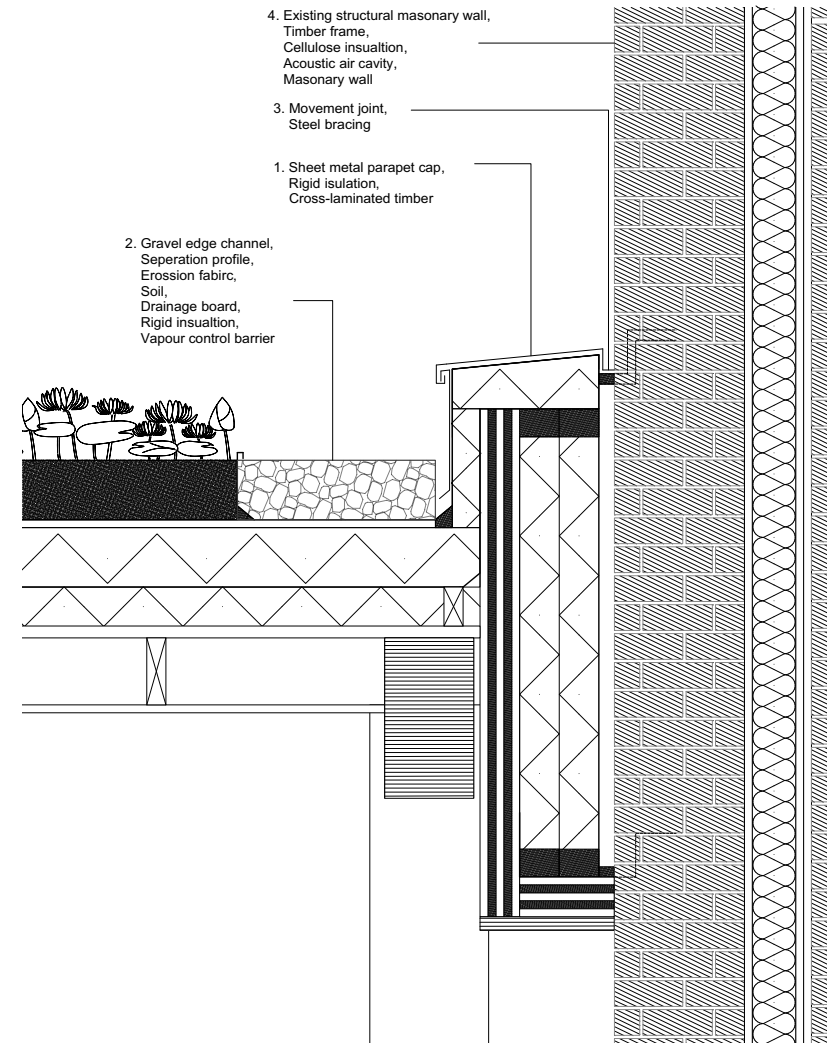 4. Existing structural masonary wall,
Timber frame,
Cellulose insualtion,
Acoustic air cavity,
Masonary wall
3. Movement joint,
Steel bracing
1. Sheet metal parapet cap,
Rigid isulation,
Cross-laminated timber
2. Gravel edge channel,
Seperation profile,
Erossion fabirc,
Soil,
Drainage board,
Rigid insualtion,
Vapour control barrier